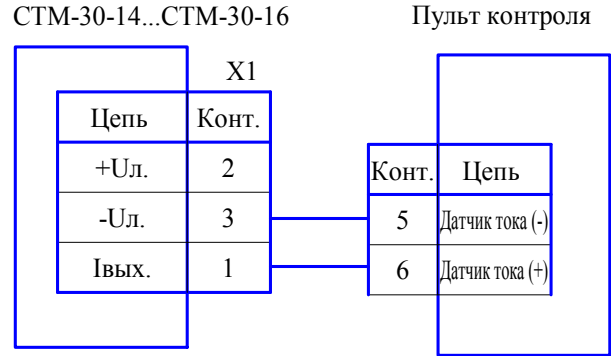 СТМ-30-14...СТМ-30-16
Пульт контроля
X1
Цепь Конт.
+Uл. 2
-Uл. 3
Iвых. 1
Конт. Цепь
5 Датчик тока (-)
6 Датчик тока (+)